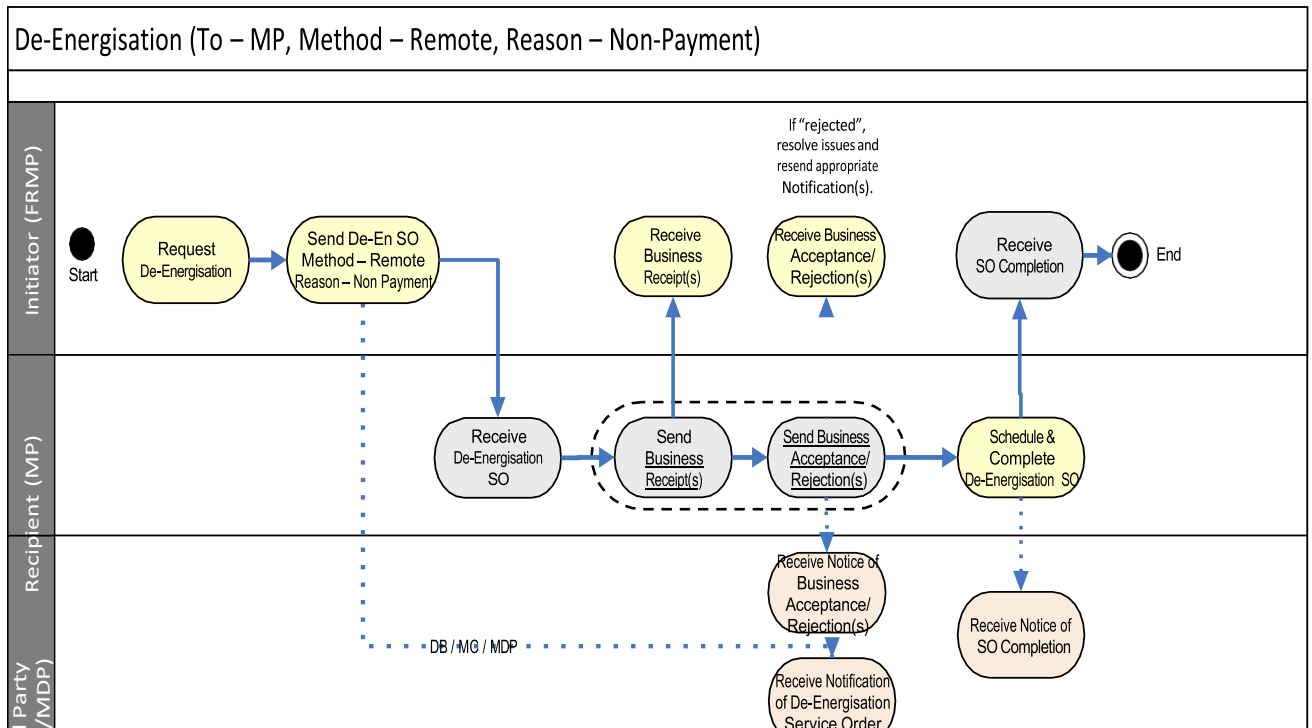 De-Energisation (To – MP, Method – Remote, Reason – Non-Payment)
Initiator (FRMP)
Start
Request
De-Energisation
Send De-En SO
Method – Remote
Reason – Non Payment
Receive
Business
Receipt(s)
If “rejected”,
resolve issues and
resend appropriate
Notification(s).
Receive Business
Acceptance/
Rejection(s)
Receive
SO Completion
End
Recipient (MP)
Receive
De-Energisation
SO
Send
Business
Receipt(s)
Send Business
Acceptance/
Rejection(s)
Schedule &
Complete
De-Energisation SO
Party
/MDP)
Receive Notice of
Business
Acceptance/
Rejection(s)
Receive Notice of
SO Completion
DB / MC / MDP
Receive Notification
of De-Energisation
Service Order